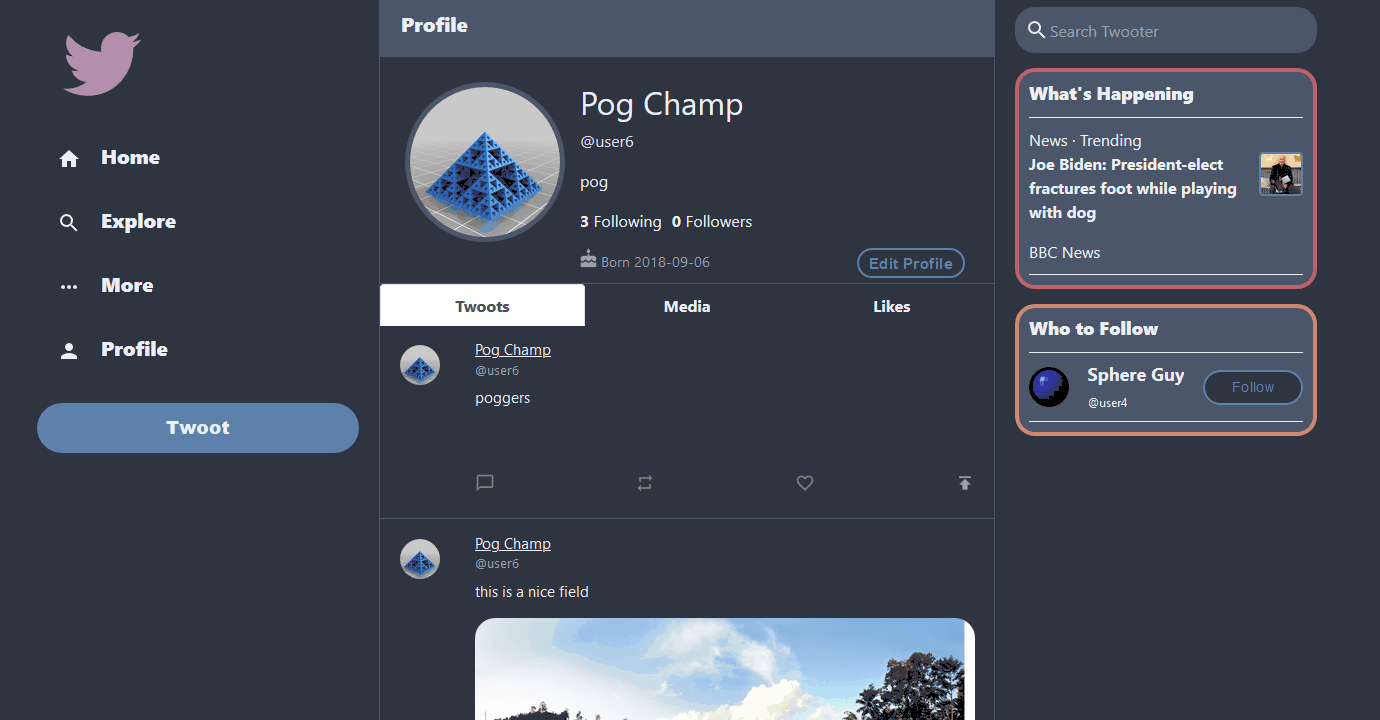 Home
Explore
More
Profile
Twoot
Profile
Pog Champ
@user6
pog
3 Following 0 Followers
Born 2018-09-06
Edit Profile
Twoots Media Likes
Pog Champ
@user6
poggers
Pog Champ
@user6
this is a nice field
Search Twooter
What's Happening
News · Trending
Joe Biden: President-elect
fractures foot while playing
with dog
BBC News
Who to Follow
Sphere Guy
@user4
Follow